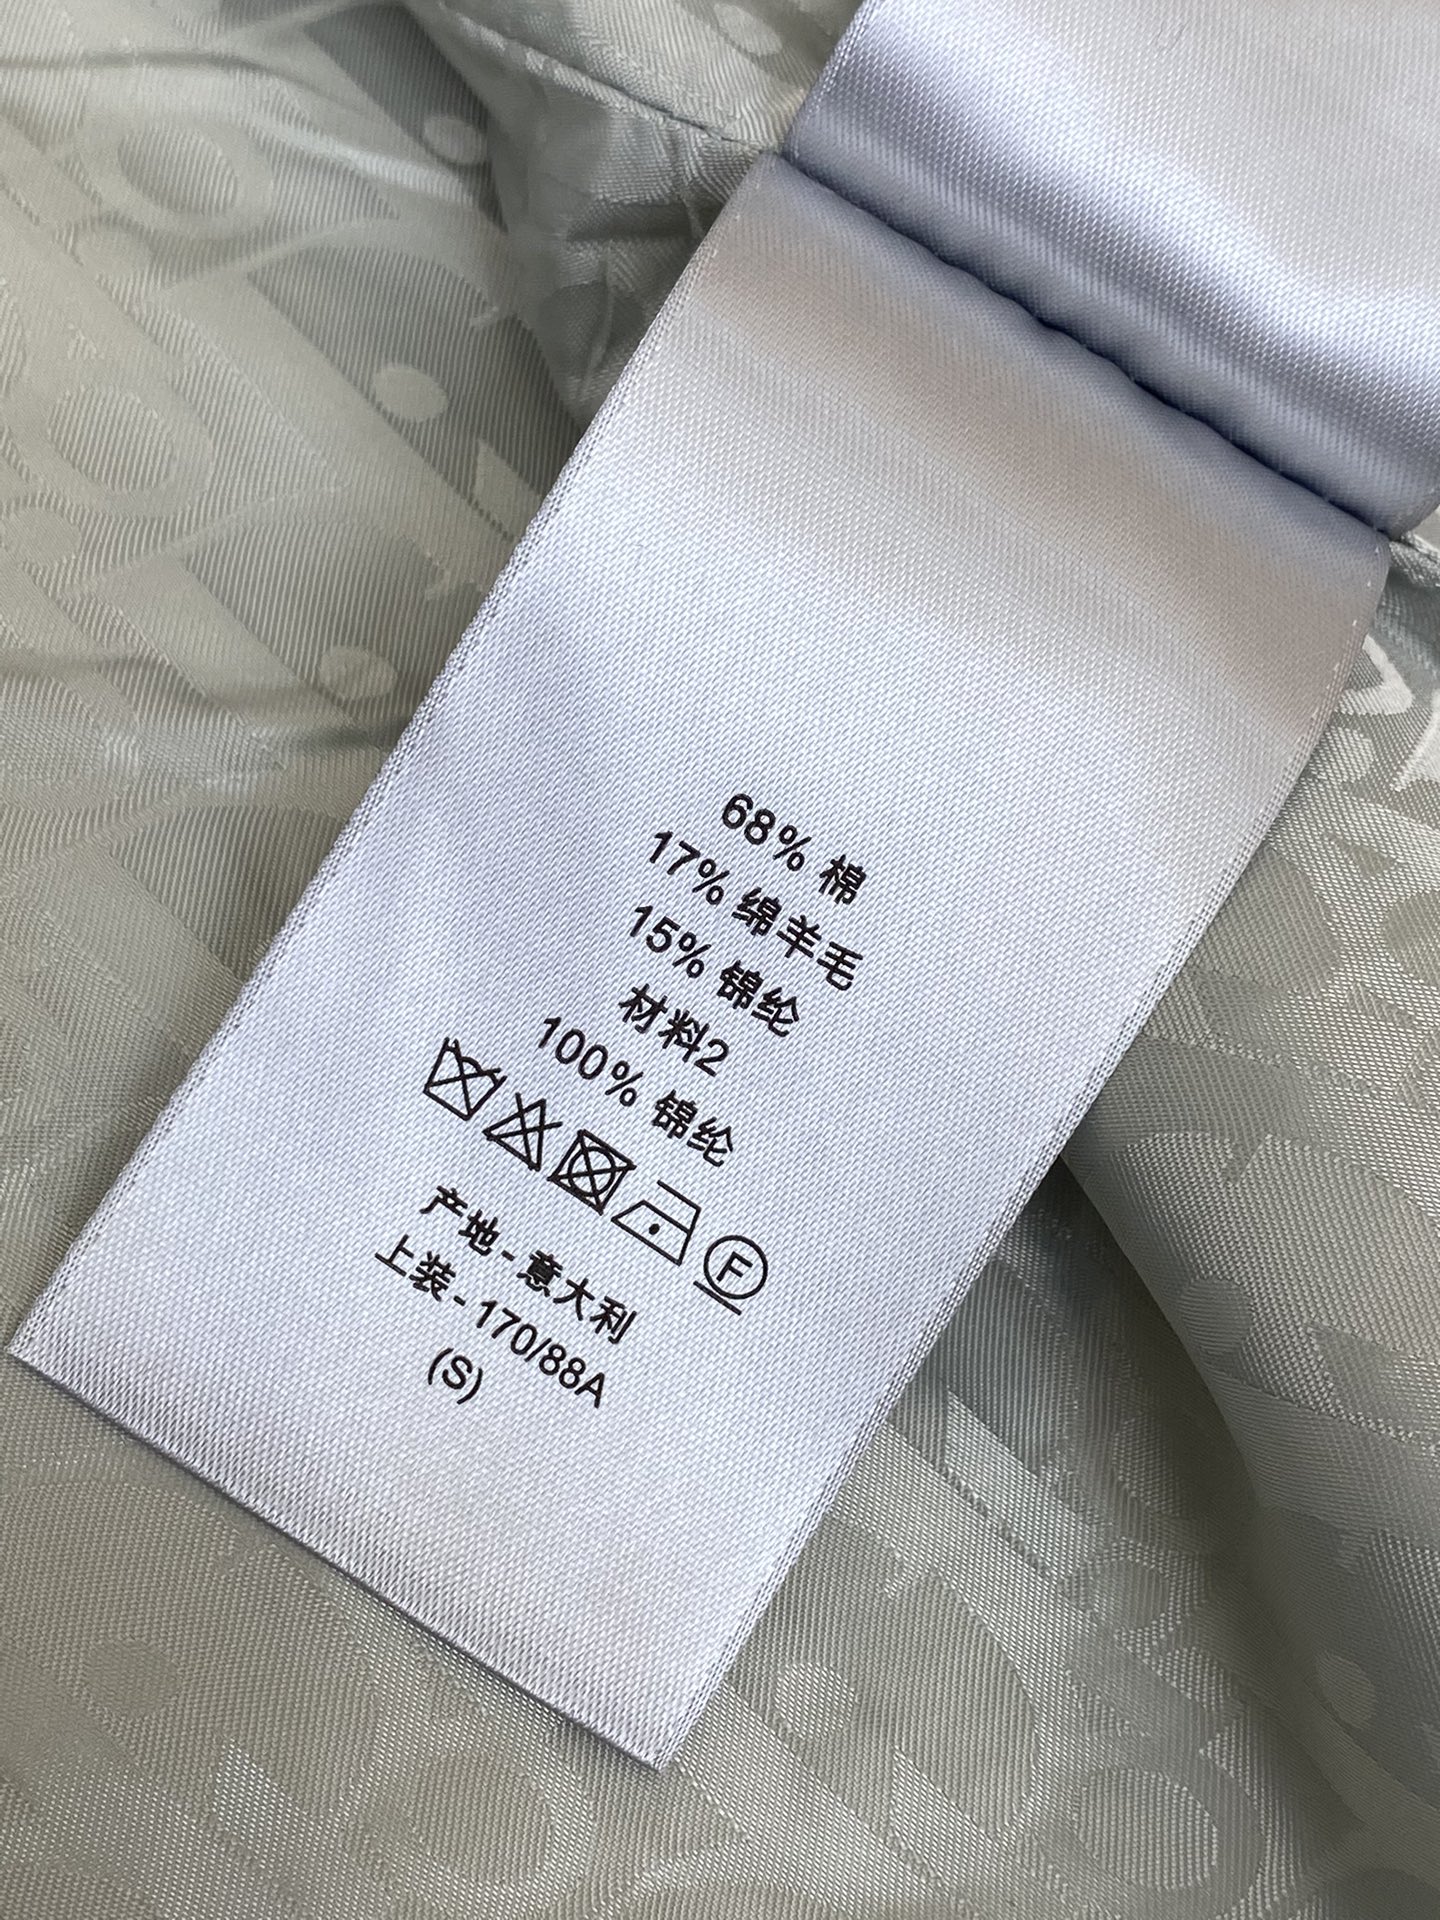 68% 棉
17% 绵羊毛
15% 锦纶
材料2
100% 锦纶
F
产地 - 意大利
上装 - 170/88A
(S)